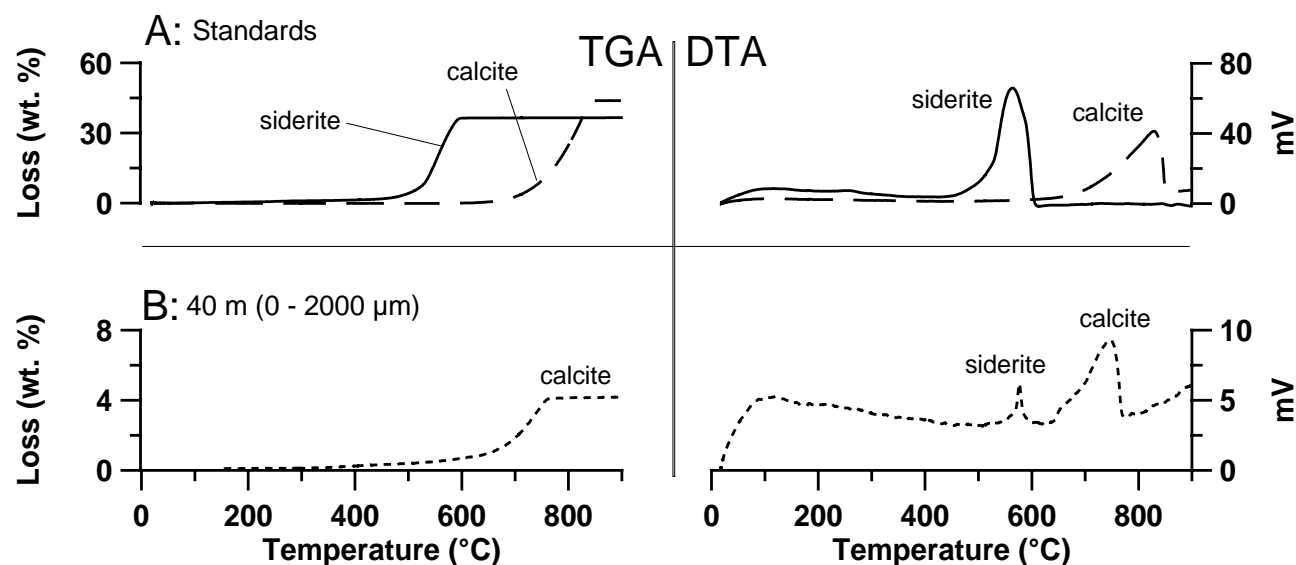 A: Standards
TGA DTA
60
30
0
Loss (wt. %)
calcite
siderite
siderite
calcite
80
40
0
mV
B: 40 m (0 - 2000 µm)
8
4
0
Loss (wt. %)
calcite
siderite
calcite
10
5
0
mV
0 200 400 600 800
Temperature (°C)
0 200 400 600 800
Temperature (°C)